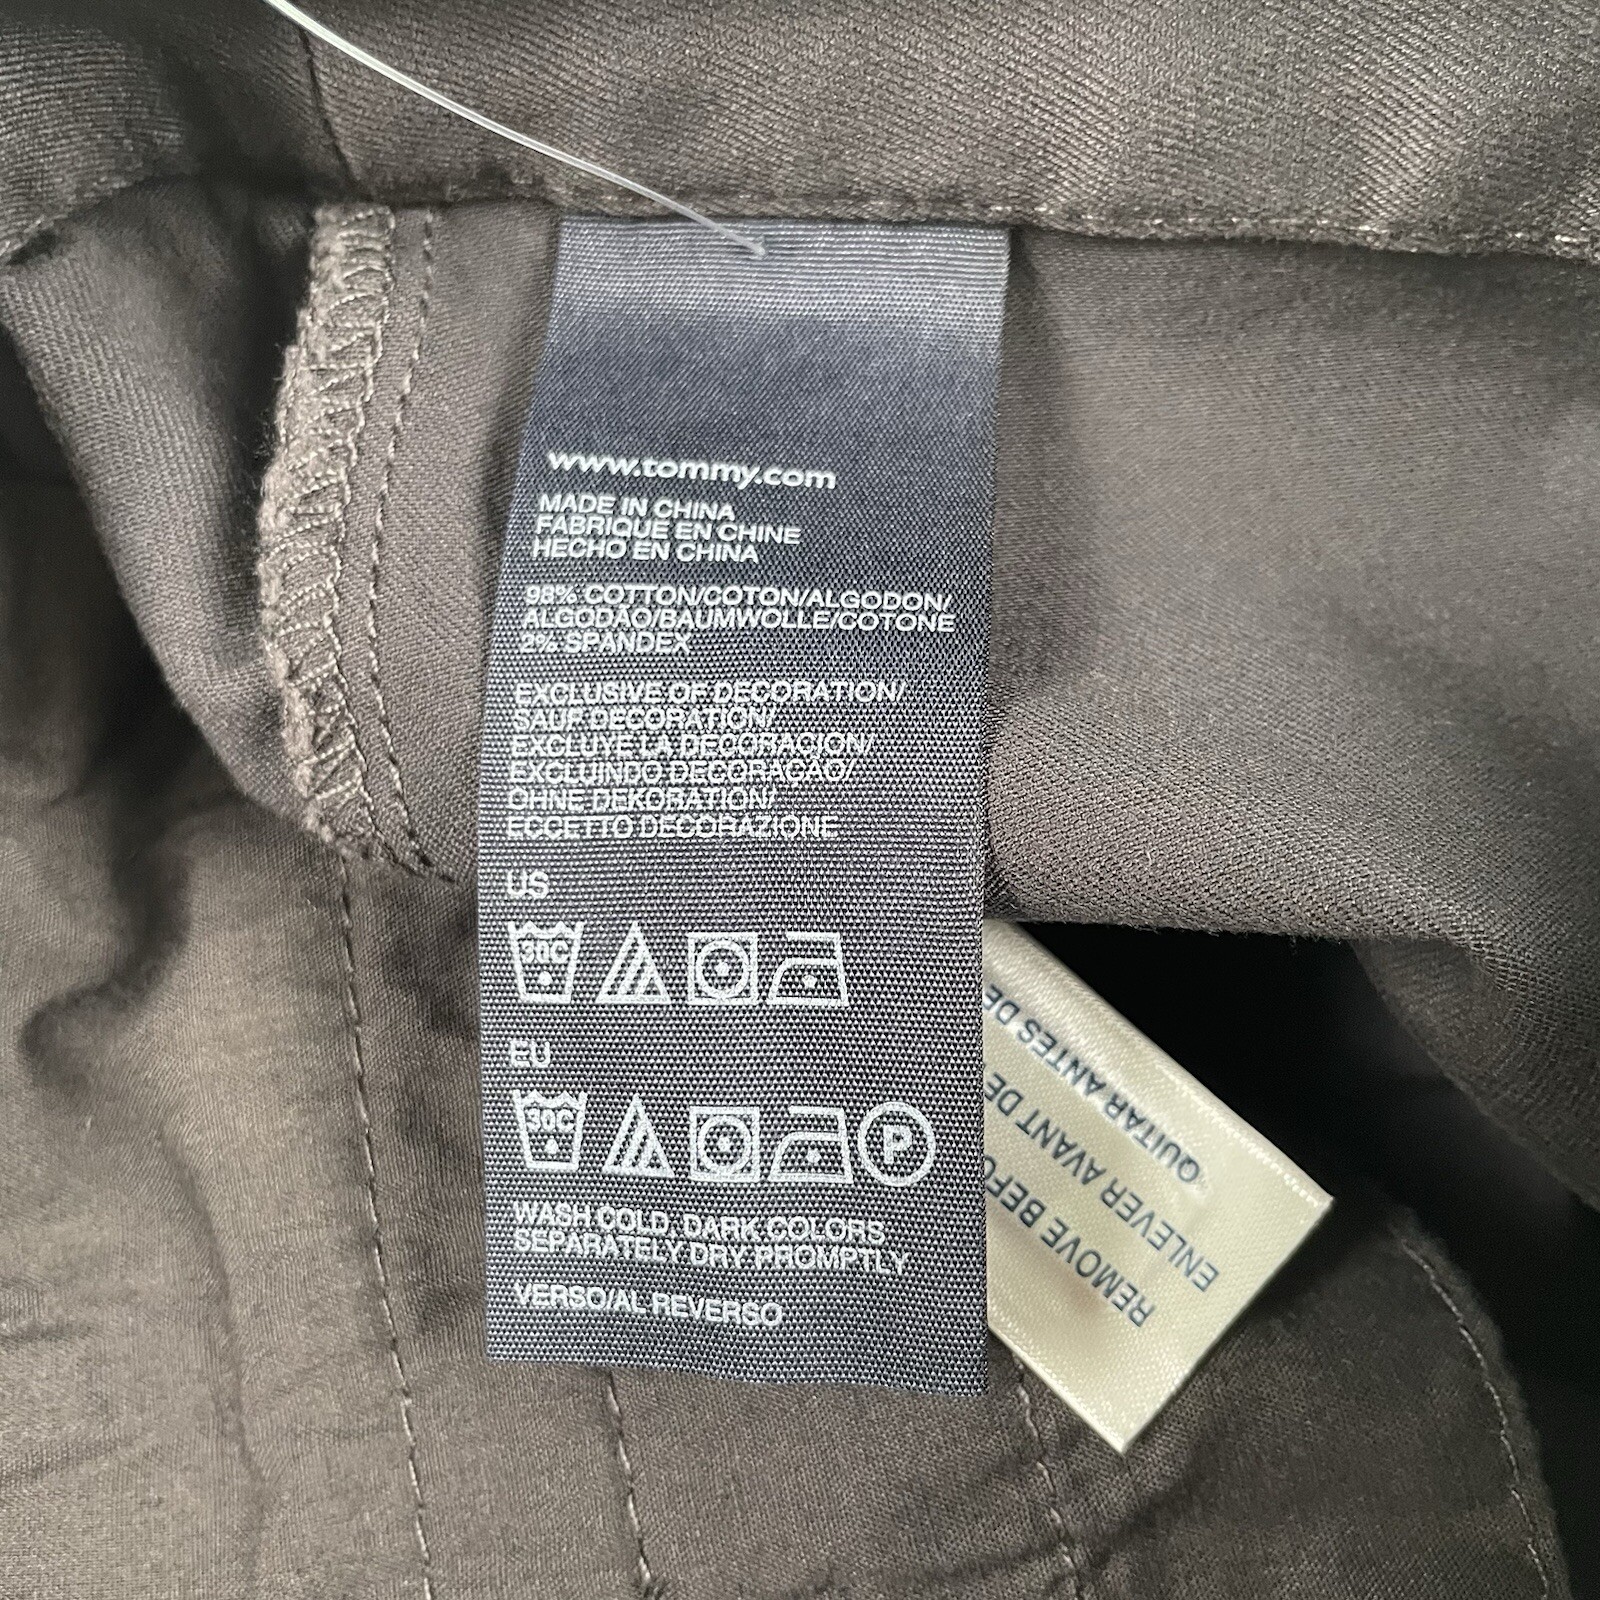 www.tommy.com
MADE IN CHINA
FABRIQUE EN CHINE
HECHO EN CHINA
98% COTTON/COTON/ALGODON/
ALGODÃO/BAUMWOLLE/COTONE
2% SPANDEX
EXCLUSIVE OF DECORATION/
SAUF DECORATION/
EXCLUYE LA DECORACION/
EXCLUINDO DECORAÇAO/
OHNE DEKORATION/
ECCETTO DECORAZIONE
US
30C
EU
30C
P
WASH COLD, DARK COLORS
SEPARATELY DRY PROMPTLY
VERSO/AL REVERSO
REMOVE BEFO
ENLEVER AVANT DE
QUITAR ANTES DE